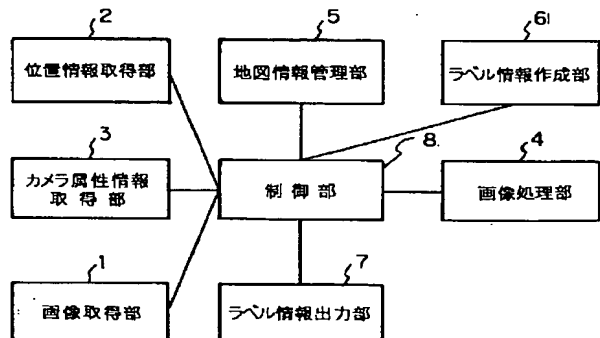 2
位置情報取得部
5
地図情報管理部
61
ラベル情報作成部
3
カメラ属性情報
取得部
8
制御部
4
画像処理部
1
画像取得部
7
ラベル情報出力部